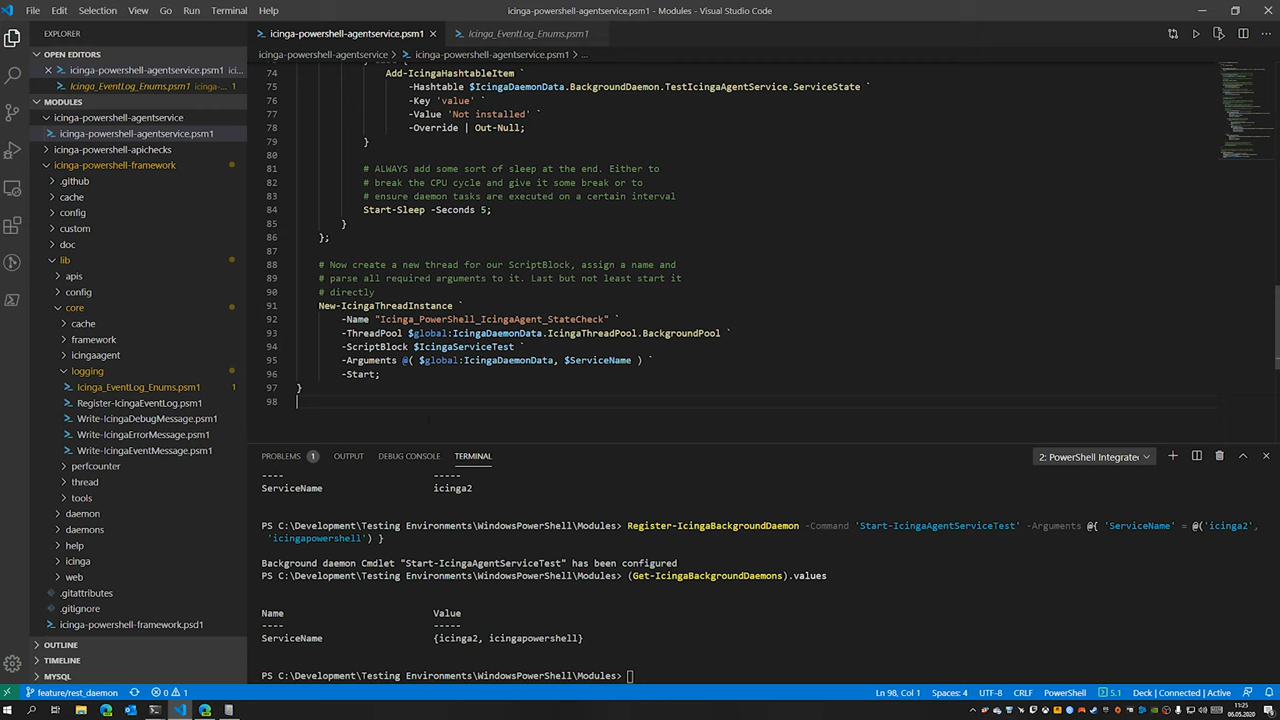 File Edit Selection View Go Run Terminal Help
icinga-powershell-agentservice.psm1 - Modules - Visual Studio Code
EXPLORER
OPEN EDITORS
icinga-powershell-agentservice.psm1 ici...
Icinga_EventLog_Enums.psm1 icinga-... 1
MODULES
icinga-powershell-agentservice
icinga-powershell-agentservice.psm1
icinga-powershell-apichecks
icinga-powershell-framework
.github
cache
config
custom
doc
lib
apis
config
core
cache
framework
icingaagent
logging
Icinga_EventLog_Enums.psm1 1
Register-IcingaEventLog.psm1
Write-IcingaDebugMessage.psm1
Write-IcingaErrorMessage.psm1
Write-IcingaEventMessage.psm1
perfcounter
thread
tools
daemon
daemons
help
icinga
web
.gitattributes
.gitignore
icinga-powershell-framework.psd1
OUTLINE
TIMELINE
MYSQL
icinga-powershell-agentservice.psm1
Icinga_EventLog_Enums.psm1
icinga-powershell-agentservice > icinga-powershell-agentservice.psm1 > ...
74 Add-IcingaHashtableItem `
75 -Hashtable $IcingaDaemonData.BackgroundDaemon.TestIcingaAgentService.ServiceState `
76 -Key 'value' `
77 -Value 'Not installed' `
78 -Override | Out-Null;
79 }
80
81 # ALWAYS add some sort of sleep at the end. Either to
82 # break the CPU cycle and give it some break or to
83 # ensure daemon tasks are executed on a certain interval
84 Start-Sleep -Seconds 5;
85 }
86 };
87
88 # Now create a new thread for our ScriptBlock, assign a name and
89 # parse all required arguments to it. Last but not least start it
90 # directly
91 New-IcingaThreadInstance `
92 -Name "Icinga_PowerShell_IcingaAgent_StateCheck" `
93 -ThreadPool $global:IcingaDaemonData.IcingaThreadPool.BackgroundPool `
94 -ScriptBlock $IcingaServiceTest `
95 -Arguments @( $global:IcingaDaemonData, $ServiceName ) `
96 -Start;
97 }
98
PROBLEMS 1 OUTPUT DEBUG CONSOLE TERMINAL
2: PowerShell Integrate
---- -----
ServiceName icinga2
PS C:\Development\Testing Environments\WindowsPowerShell\Modules> Register-IcingaBackgroundDaemon -Command 'Start-IcingaAgentServiceTest' -Arguments @{ 'ServiceName' = @('icinga2',
'icingapowershell') }
Background daemon Cmdlet "Start-IcingaAgentServiceTest" has been configured
PS C:\Development\Testing Environments\WindowsPowerShell\Modules> (Get-IcingaBackgroundDaemons).values
Name Value
---- -----
ServiceName {icinga2, icingapowershell}
PS C:\Development\Testing Environments\WindowsPowerShell\Modules>
feature/rest_daemon 0 1
Ln 98, Col 1 Spaces: 4 UTF-8 CRLF PowerShell 5.1 Deck | Connected | Active
11:25
06.05.2020